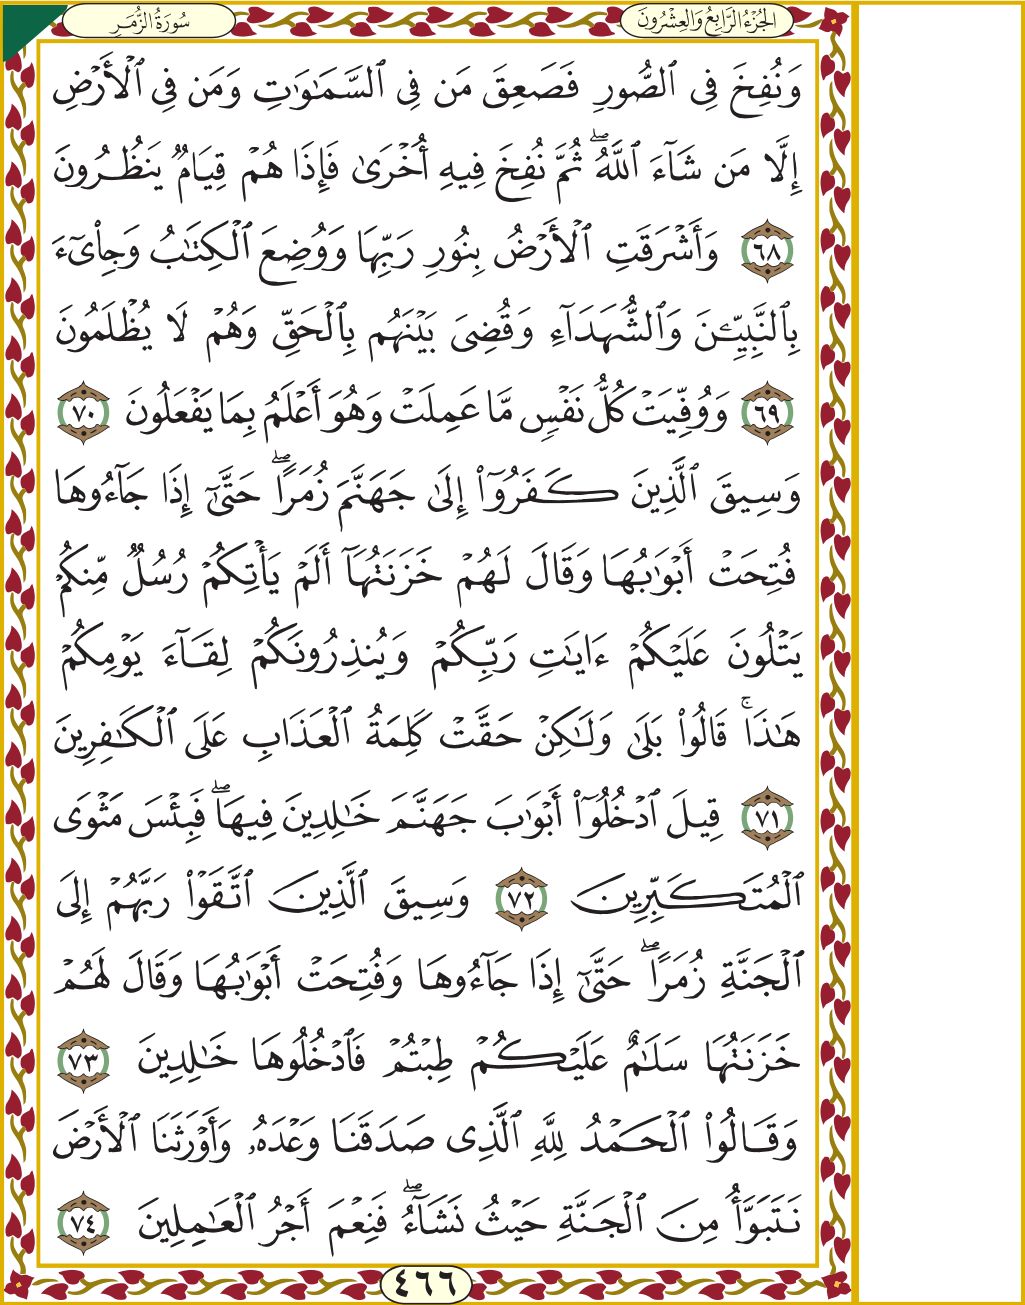 الجُزْءُ الرَّابِعُ وَالعِشْرُونَ
سُورَةُ الزُّمَرِ
وَنُفِخَ فِى ٱلصُّورِ فَصَعِقَ مَن فِى ٱلسَّمَـٰوَٰتِ وَمَن فِى ٱلْأَرْضِ
إِلَّا مَن شَآءَ ٱللَّهُۖ ثُمَّ نُفِخَ فِيهِ أُخْرَىٰ فَإِذَا هُمْ قِيَامٌ يَنظُرُونَ
٦٨ وَأَشْرَقَتِ ٱلْأَرْضُ بِنُورِ رَبِّهَا وَوُضِعَ ٱلْكِتَـٰبُ وَجِا۟ىٓءَ
بِٱلنَّبِيِّـۧنَ وَٱلشُّهَدَآءِ وَقُضِىَ بَيْنَهُم بِٱلْحَقِّ وَهُمْ لَا يُظْلَمُونَ
٦٩ وَوُفِّيَتْ كُلُّ نَفْسٍ مَّا عَمِلَتْ وَهُوَ أَعْلَمُ بِمَا يَفْعَلُونَ ٧٠
وَسِيقَ ٱلَّذِينَ كَفَرُوٓا۟ إِلَىٰ جَهَنَّمَ زُمَرًاۖ حَتَّىٰٓ إِذَا جَآءُوهَا
فُتِحَتْ أَبْوَٰبُهَا وَقَالَ لَهُمْ خَزَنَتُهَآ أَلَمْ يَأْتِكُمْ رُسُلٌ مِّنكُمْ
يَتْلُونَ عَلَيْكُمْ ءَايَـٰتِ رَبِّكُمْ وَيُنذِرُونَكُمْ لِقَآءَ يَوْمِكُمْ
هَـٰذَاۚ قَالُوا۟ بَلَىٰ وَلَـٰكِنْ حَقَّتْ كَلِمَةُ ٱلْعَذَابِ عَلَى ٱلْكَـٰفِرِينَ
٧١ قِيلَ ٱدْخُلُوٓا۟ أَبْوَٰبَ جَهَنَّمَ خَـٰلِدِينَ فِيهَاۖ فَبِئْسَ مَثْوَى
ٱلْمُتَكَبِّرِينَ ٧٢ وَسِيقَ ٱلَّذِينَ ٱتَّقَوْا۟ رَبَّهُمْ إِلَى
ٱلْجَنَّةِ زُمَرًاۖ حَتَّىٰٓ إِذَا جَآءُوهَا وَفُتِحَتْ أَبْوَٰبُهَا وَقَالَ لَهُمْ
خَزَنَتُهَا سَلَـٰمٌ عَلَيْكُمْ طِبْتُمْ فَٱدْخُلُوهَا خَـٰلِدِينَ ٧٣
وَقَالُوا۟ ٱلْحَمْدُ لِلَّهِ ٱلَّذِى صَدَقَنَا وَعْدَهُۥ وَأَوْرَثَنَا ٱلْأَرْضَ
نَتَبَوَّأُ مِنَ ٱلْجَنَّةِ حَيْثُ نَشَآءُۖ فَنِعْمَ أَجْرُ ٱلْعَـٰمِلِينَ ٧٤
٤٦٦